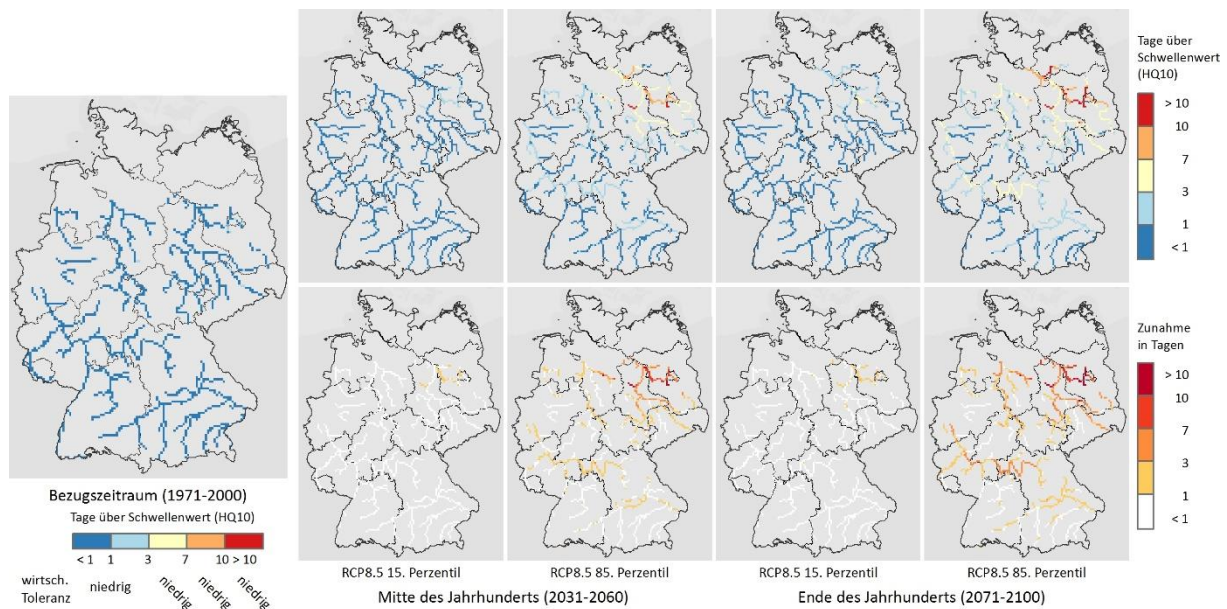 Tage über
Schwellenwert
(HQ10)
> 10
10
7
3
1
< 1
Zunahme
in Tagen
> 10
10
7
3
1
< 1
Bezugszeitraum (1971-2000)
Tage über Schwellenwert (HQ10)
< 1 1 3 7 10 > 10
wirtsch.
Toleranz
niedrig
niedrig
niedrig
niedrig
RCP8.5 15. Perzentil
RCP8.5 85. Perzentil
RCP8.5 15. Perzentil
RCP8.5 85. Perzentil
Mitte des Jahrhunderts (2031-2060)
Ende des Jahrhunderts (2071-2100)